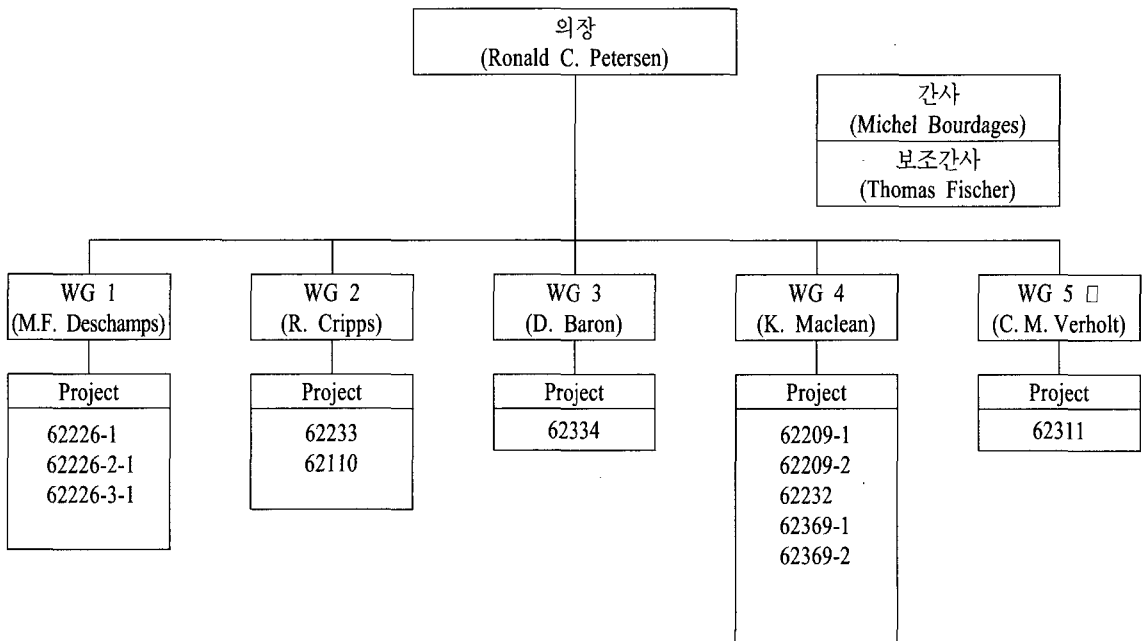 의장
(Ronald C. Petersen)
간사
(Michel Bourdages)
보조간사
(Thomas Fischer)
WG 1
(M.F. Deschamps)
WG 2
(R. Cripps)
WG 3
(D. Baron)
WG 4
(K. Maclean)
WG 5 □
(C. M. Verholt)
Project
62226-1
62226-2-1
62226-3-1
Project
62233
62110
Project
62334
Project
62209-1
62209-2
62232
62369-1
62369-2
Project
62311